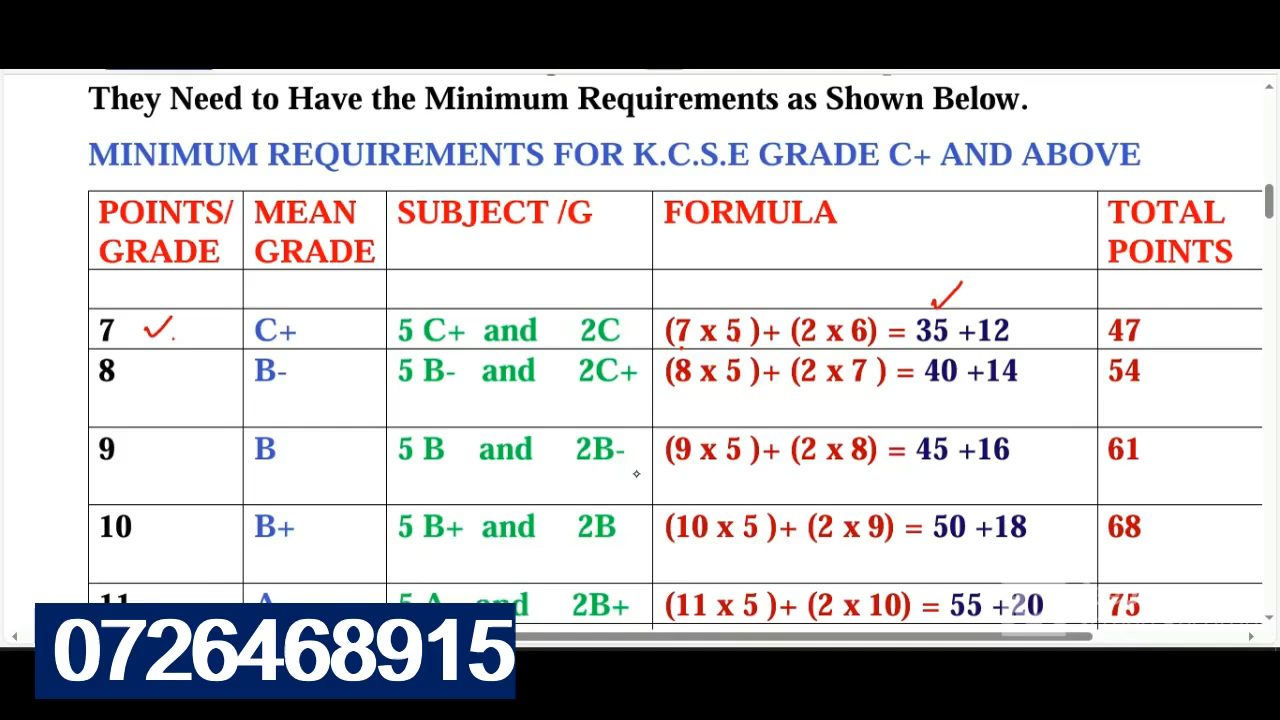 They Need to Have the Minimum Requirements as Shown Below.
MINIMUM REQUIREMENTS FOR K.C.S.E GRADE C+ AND ABOVE
POINTS/ GRADE MEAN GRADE SUBJECT /G FORMULA TOTAL POINTS
7 C+ 5 C+ and 2C (7 x 5 )+ (2 x 6) = 35 +12 47
8 B- 5 B- and 2C+ (8 x 5 )+ (2 x 7 ) = 40 +14 54
9 B 5 B and 2B- (9 x 5 )+ (2 x 8) = 45 +16 61
10 B+ 5 B+ and 2B (10 x 5 )+ (2 x 9) = 50 +18 68
11 5 and 2B+ (11 x 5 )+ (2 x 10) = 55 +20 75
0726468915